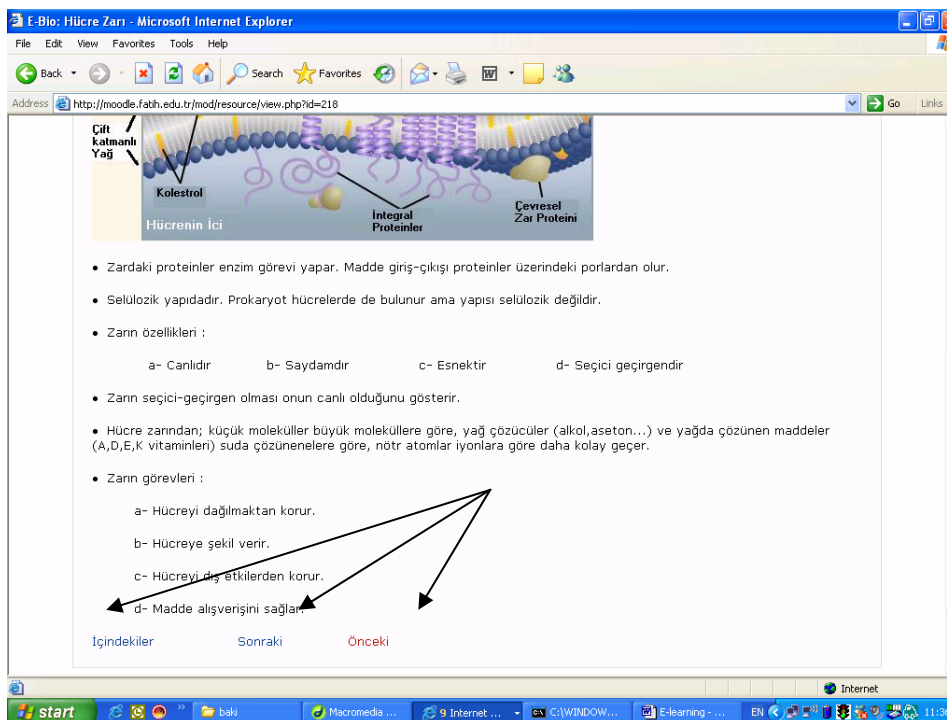 E-Bio: Hücre Zarı - Microsoft Internet Explorer
File Edit View Favorites Tools Help
Back Search Favorites
Address http://moodle.fatih.edu.tr/mod/resource/view.php?id=218 Go Links
Çift
katmanlı
Yağ
Kolestrol
Hücrenin İci
İntegral
Proteinler
Çevresel
Zar Proteini
• Zardaki proteinler enzim görevi yapar. Madde giriş-çıkışı proteinler üzerindeki porlardan olur.
• Selülozik yapıdadır. Prokaryot hücrelerde de bulunur ama yapısı selülozik değildir.
• Zarın özellikleri :
a- Canlıdır b- Saydamdır c- Esnektir d- Seçici geçirgendir
• Zarın seçici-geçirgen olması onun canlı olduğunu gösterir.
• Hücre zarından; küçük moleküller büyük moleküllere göre, yağ çözücüler (alkol,aseton...) ve yağda çözünen maddeler
(A,D,E,K vitaminleri) suda çözünenelere göre, nötr atomlar iyonlara göre daha kolay geçer.
• Zarın görevleri :
a- Hücreyi dağılmaktan korur.
b- Hücreye şekil verir.
c- Hücreyi dış etkilerden korur.
d- Madde alışverişini sağlar.
İçindekiler Sonraki Önceki
Internet
start baki Macromedia ... 9 Internet ... C:\WINDOW... E-learning - ... EN